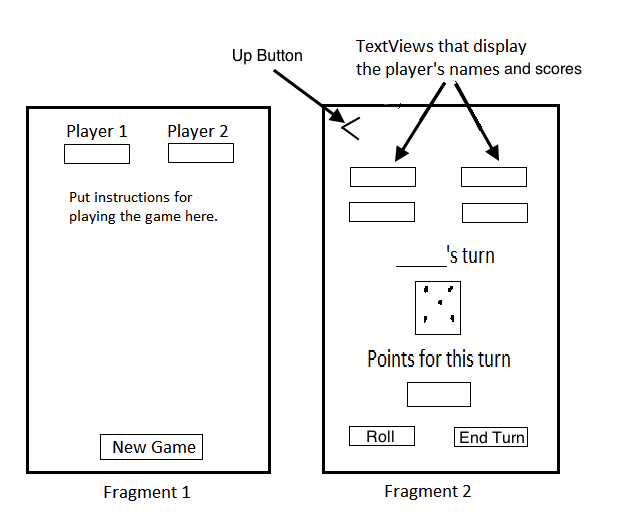 Up Button
TextViews that display
the player's names and scores
Player 1
Player 2
Put instructions for
playing the game here.
New Game
Fragment 1
_____'s turn
Points for this turn
Roll
End Turn
Fragment 2